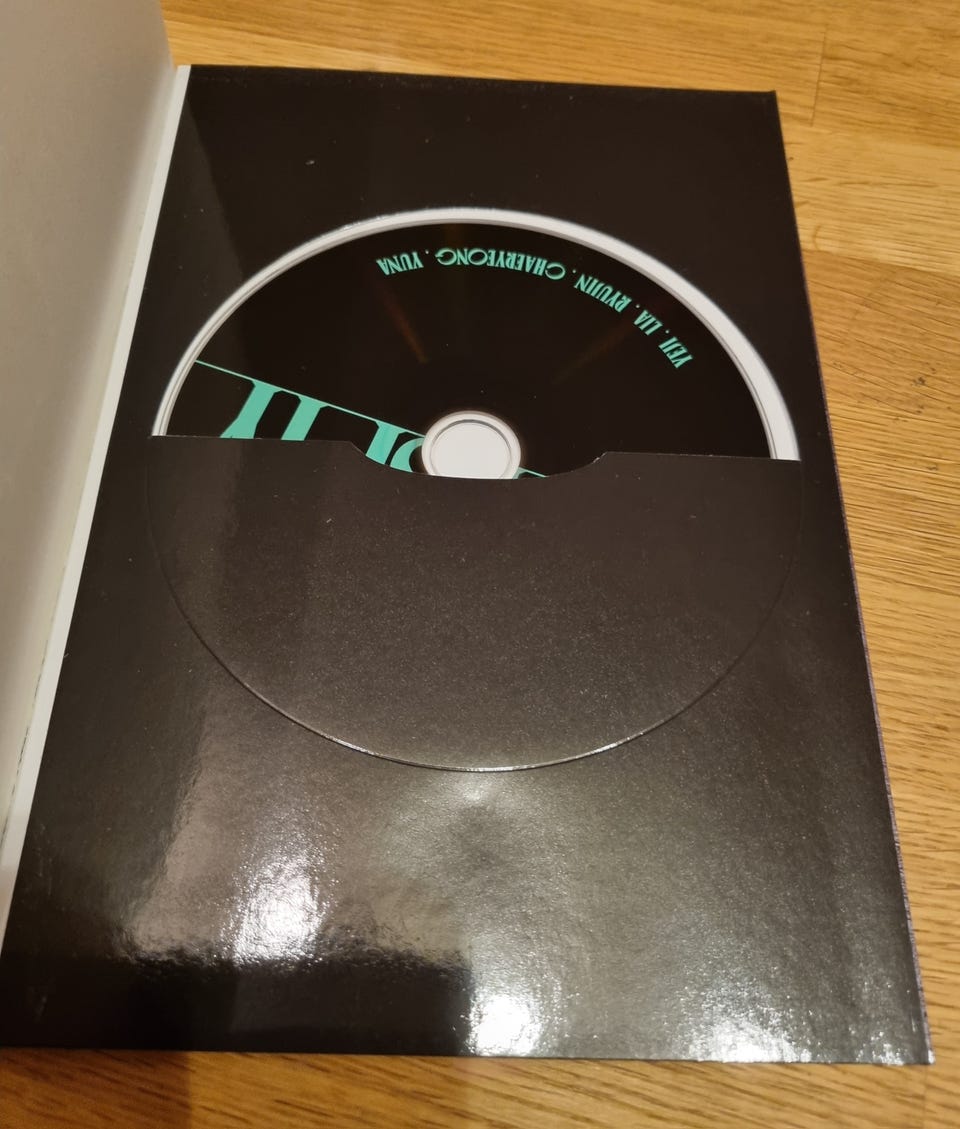 YEJI . LIA . RYUJIN . CHAERYEONG . YUNA